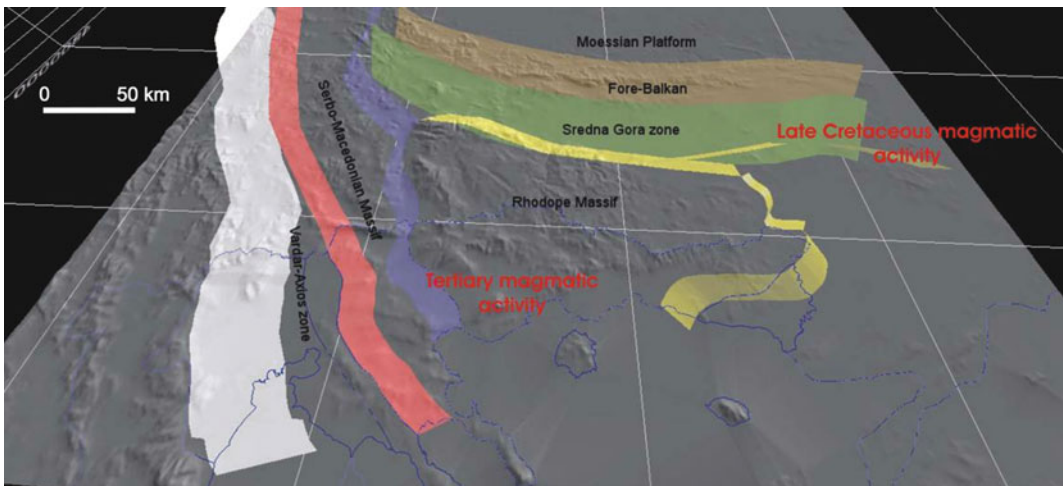 Moessian Platform
0 50 km
Fore-Balkan
Serbo-Macedonian Massif
Sredna Gora zone
Late Cretaceous magmatic
activity
Rhodope Massif
Vardar-Axios zone
Tertiary magmatic
activity